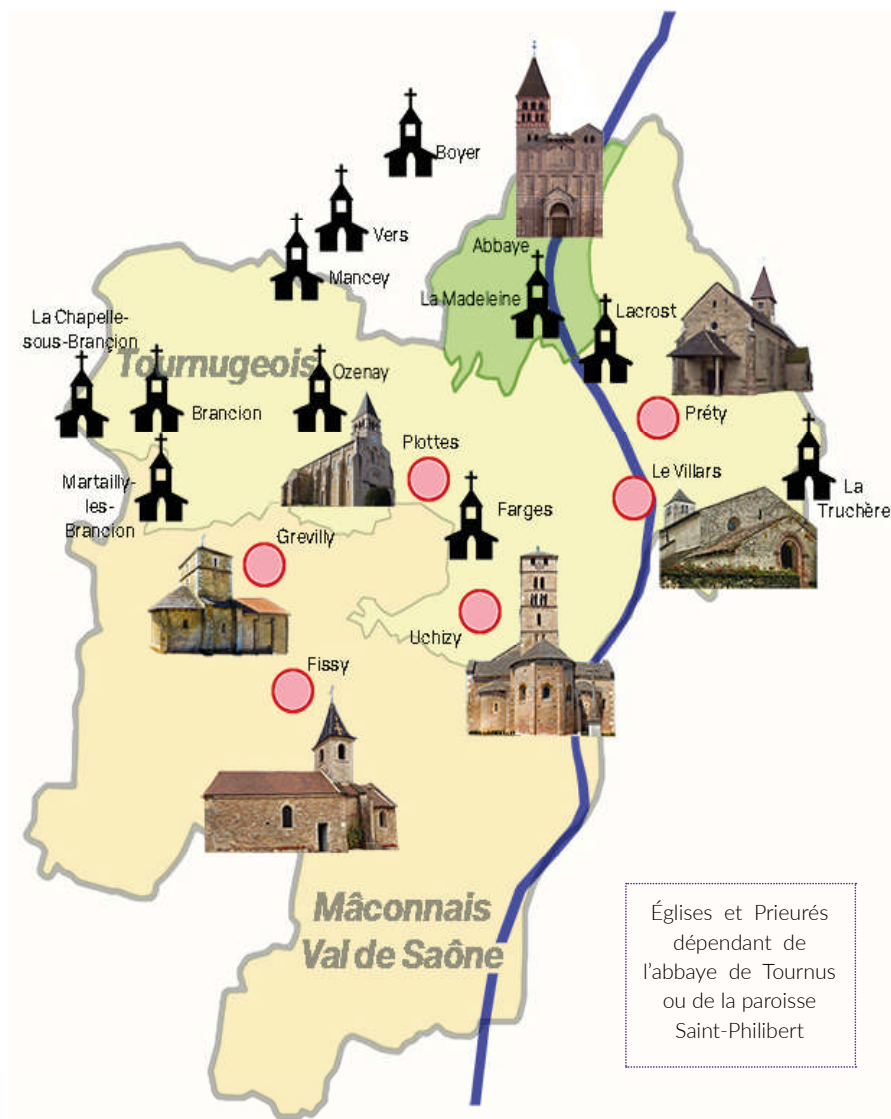 Boyer
Vers
Mancey
Abbaye
La Madeleine
Lacrost
La Chapelle-
sous-Brancion
Tournugeois
Ozenay
Brancion
Préty
Plottes
Le Villars
Martailly-
les-
Brancion
La
Truchère
Farges
Grevilly
Uchizy
Fissy
Mâconnais
Val de Saône
Églises et Prieurés
dépendant de
l'abbaye de Tournus
ou de la paroisse
Saint-Philibert